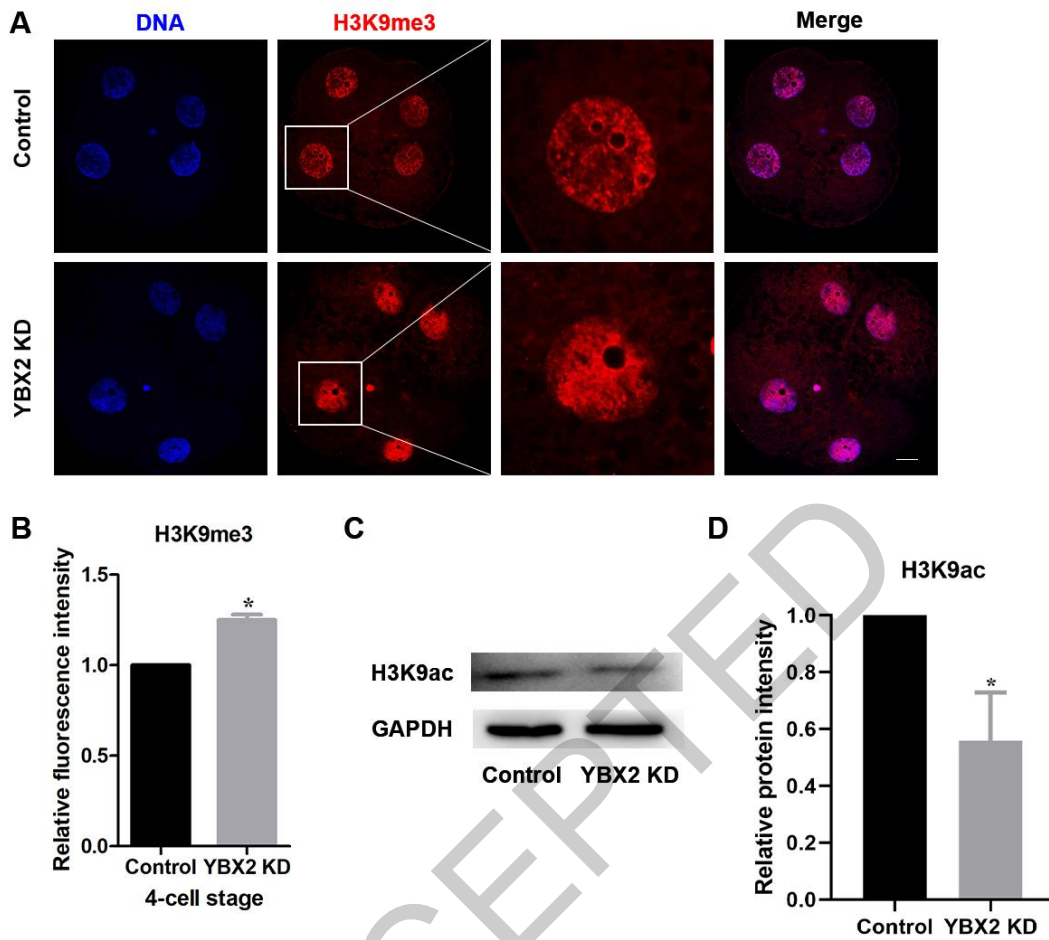 A
DNA
H3K9me3
Merge
Control
YBX2 KD
B
H3K9me3
Relative fluorescence intensity
1.5
1.0
0.5
0.0
*
Control YBX2 KD
4-cell stage
C
H3K9ac
GAPDH
Control YBX2 KD
D
H3K9ac
Relative protein intensity
1.0
0.8
0.6
0.4
0.2
0.0
*
Control YBX2 KD
CEPTED